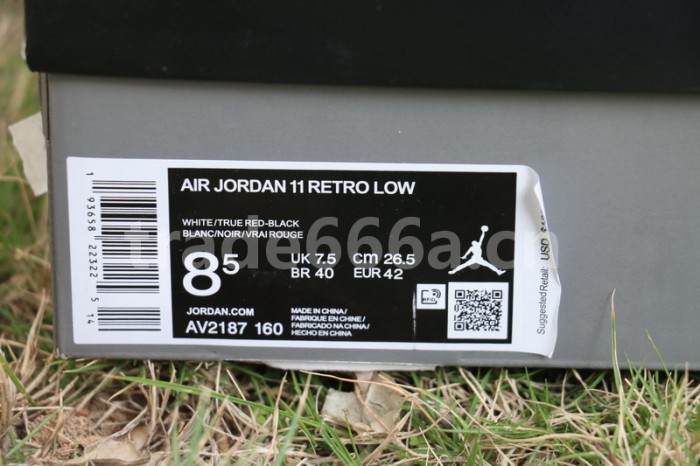 AIR JORDAN 11 RETRO LOW
WHITE/TRUE RED-BLACK
BLANC/NOIR/VRAI ROUGE
8⁵
UK 7.5 cm 26.5
BR 40 EUR 42
JORDAN.COM
AV2187 160
MADE IN CHINA/
FABRIQUE EN CHINE/
FABRICADO NA CHINA/
HECHO EN CHINA
RFID
1 93658 22322 5 14
Suggested Retail: USD
trade666a.cn